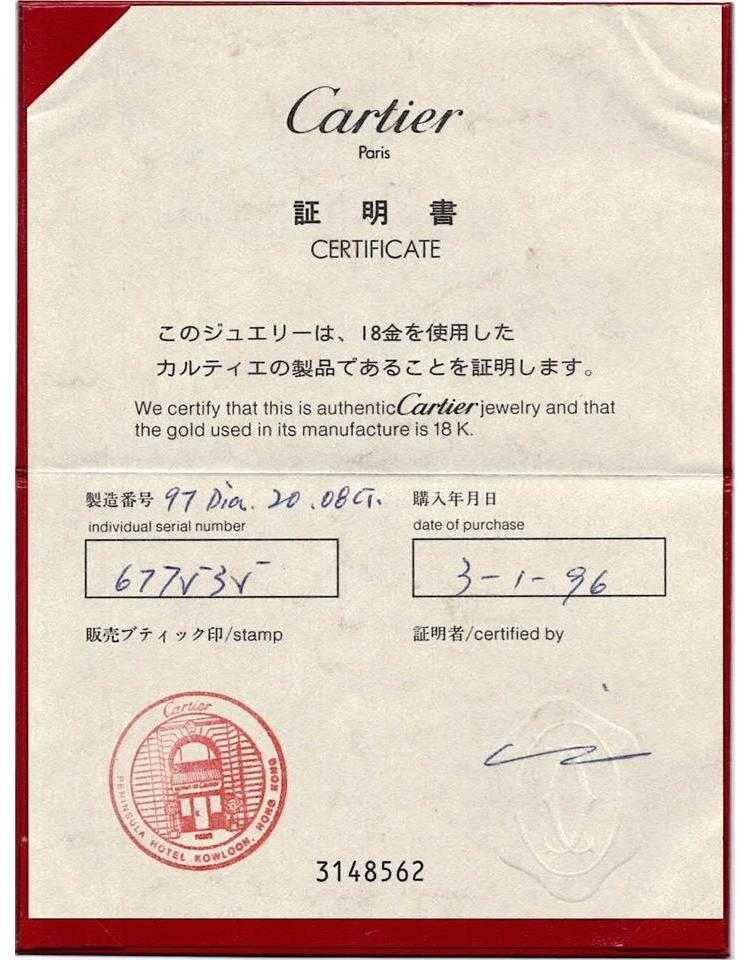 Cartier
Paris
証明書
CERTIFICATE
このジュエリーは、18金を使用した
カルティエの製品であることを証明します。
We certify that this is authentic Cartier jewelry and that
the gold used in its manufacture is 18 K.
製造番号 97 Dia. 20.08ct.
individual serial number
677535
購入年月日
date of purchase
3-1-96
販売ブティック印/stamp
証明者/certified by
Cartier
PENINSULA HOTEL KOWLOON, HONG KONG
3148562